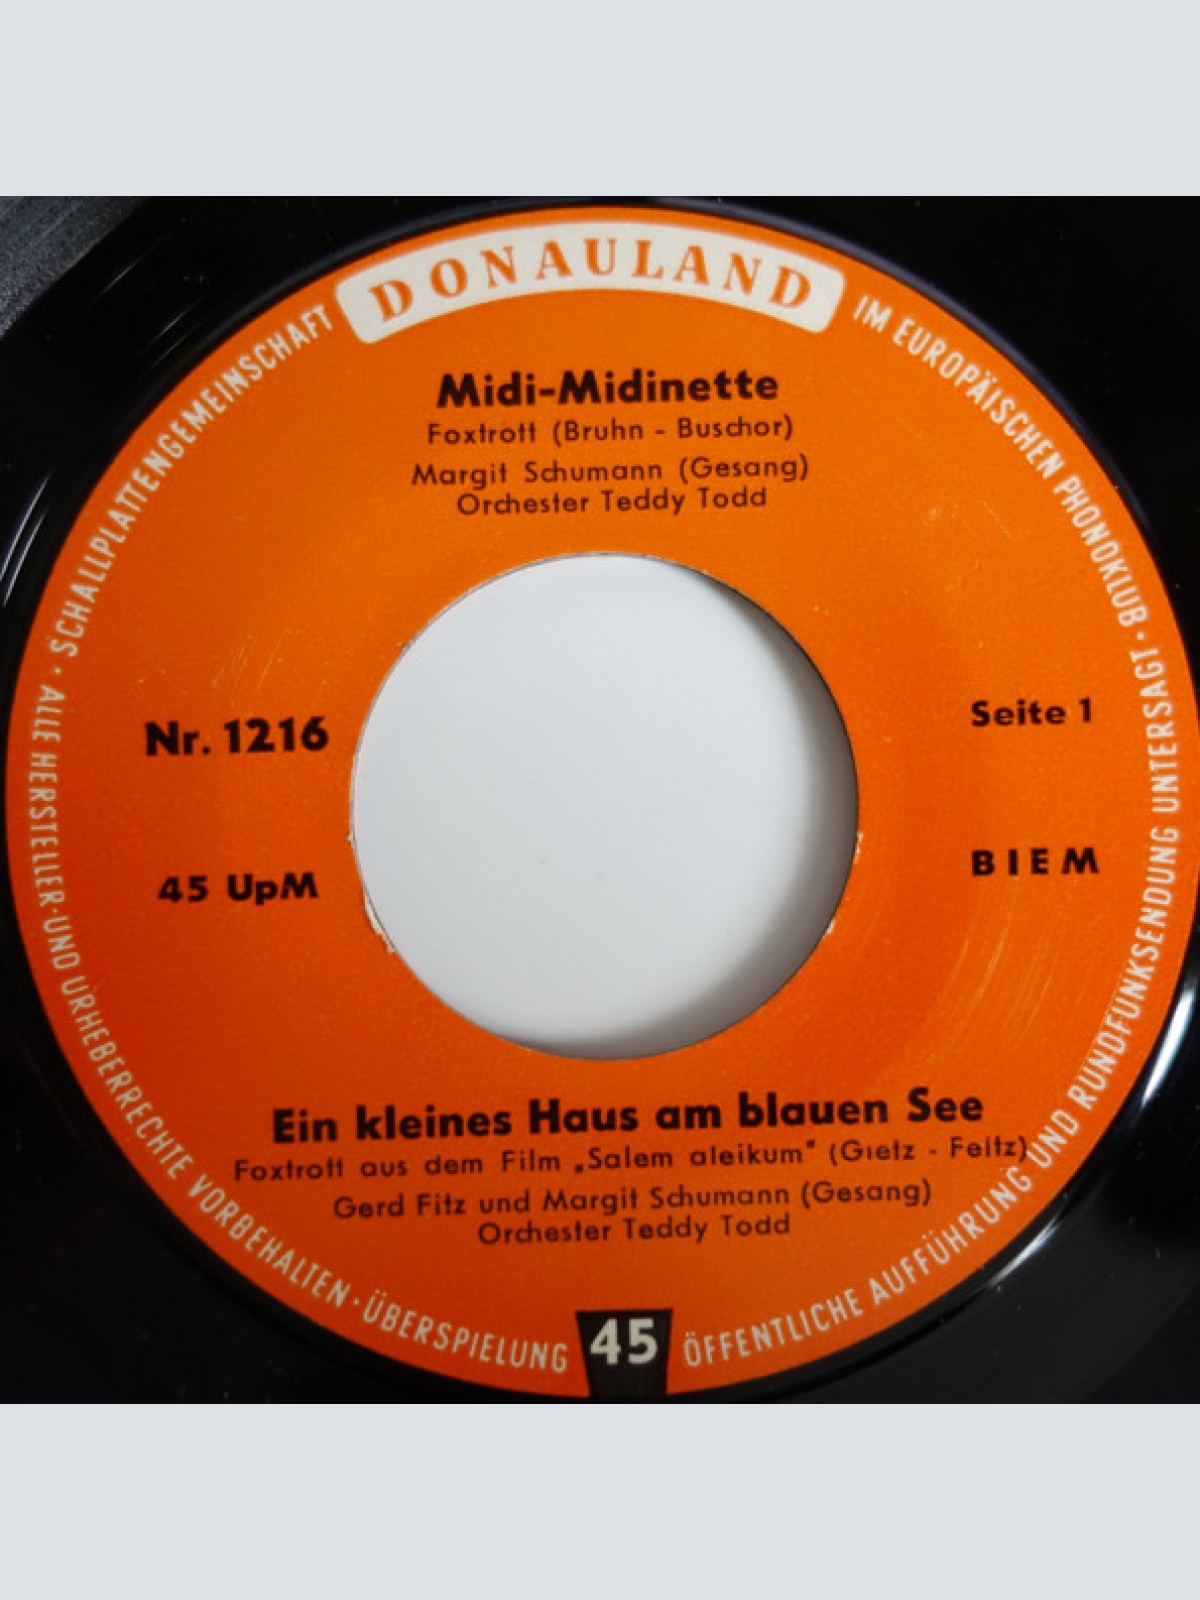 DONAULAND
SCHALLPLATTENGEMEINSCHAFT
IM EUROPÄISCHEN PHONOKLUB ·
Midi-Midinette
Foxtrott (Bruhn - Buschor)
Margit Schumann (Gesang)
Orchester Teddy Todd
Nr. 1216
Seite 1
45 UpM
BIEM
Ein kleines Haus am blauen See
Foxtrott aus dem Film „Salem aleikum" (Gietz - Feltz)
Gerd Fitz und Margit Schumann (Gesang)
Orchester Teddy Todd
· ALLE HERSTELLER- UND URHEBERRECHTE VORBEHALTEN · ÜBERSPIELUNG
45
ÖFFENTLICHE AUFFÜHRUNG UND RUNDFUNKSENDUNG UNTERSAGT